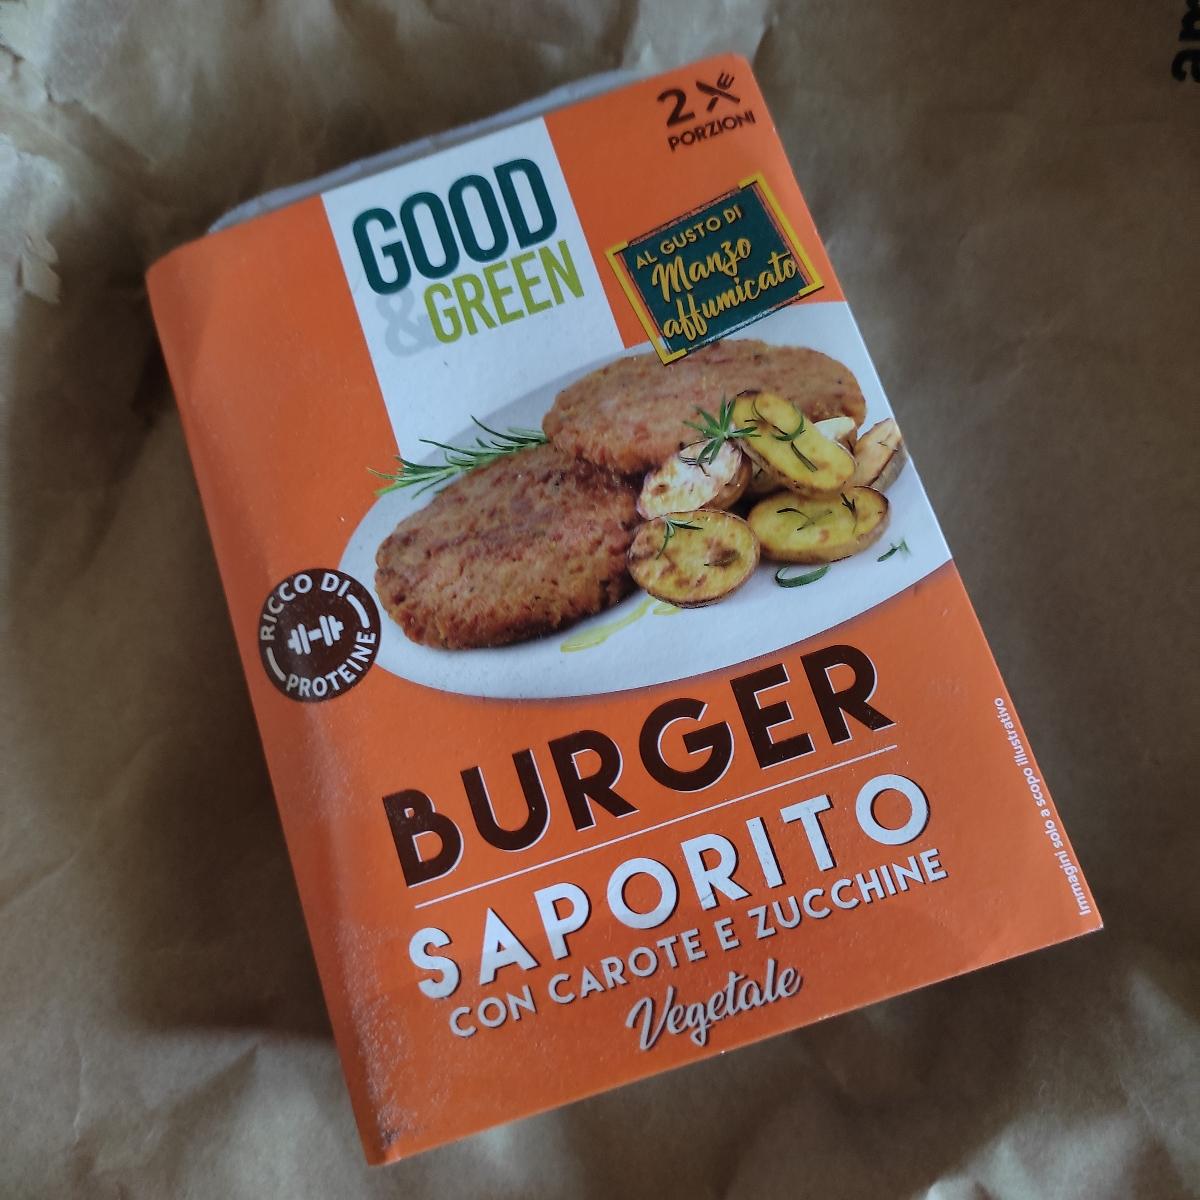 2
PORZIONI
GOOD
& GREEN
AL GUSTO DI
Manzo
affumicato
RICCO DI
PROTEINE
BURGER
SAPORITO
CON CAROTE E ZUCCHINE
Vegetale
Immagini solo a scopo illustrativo